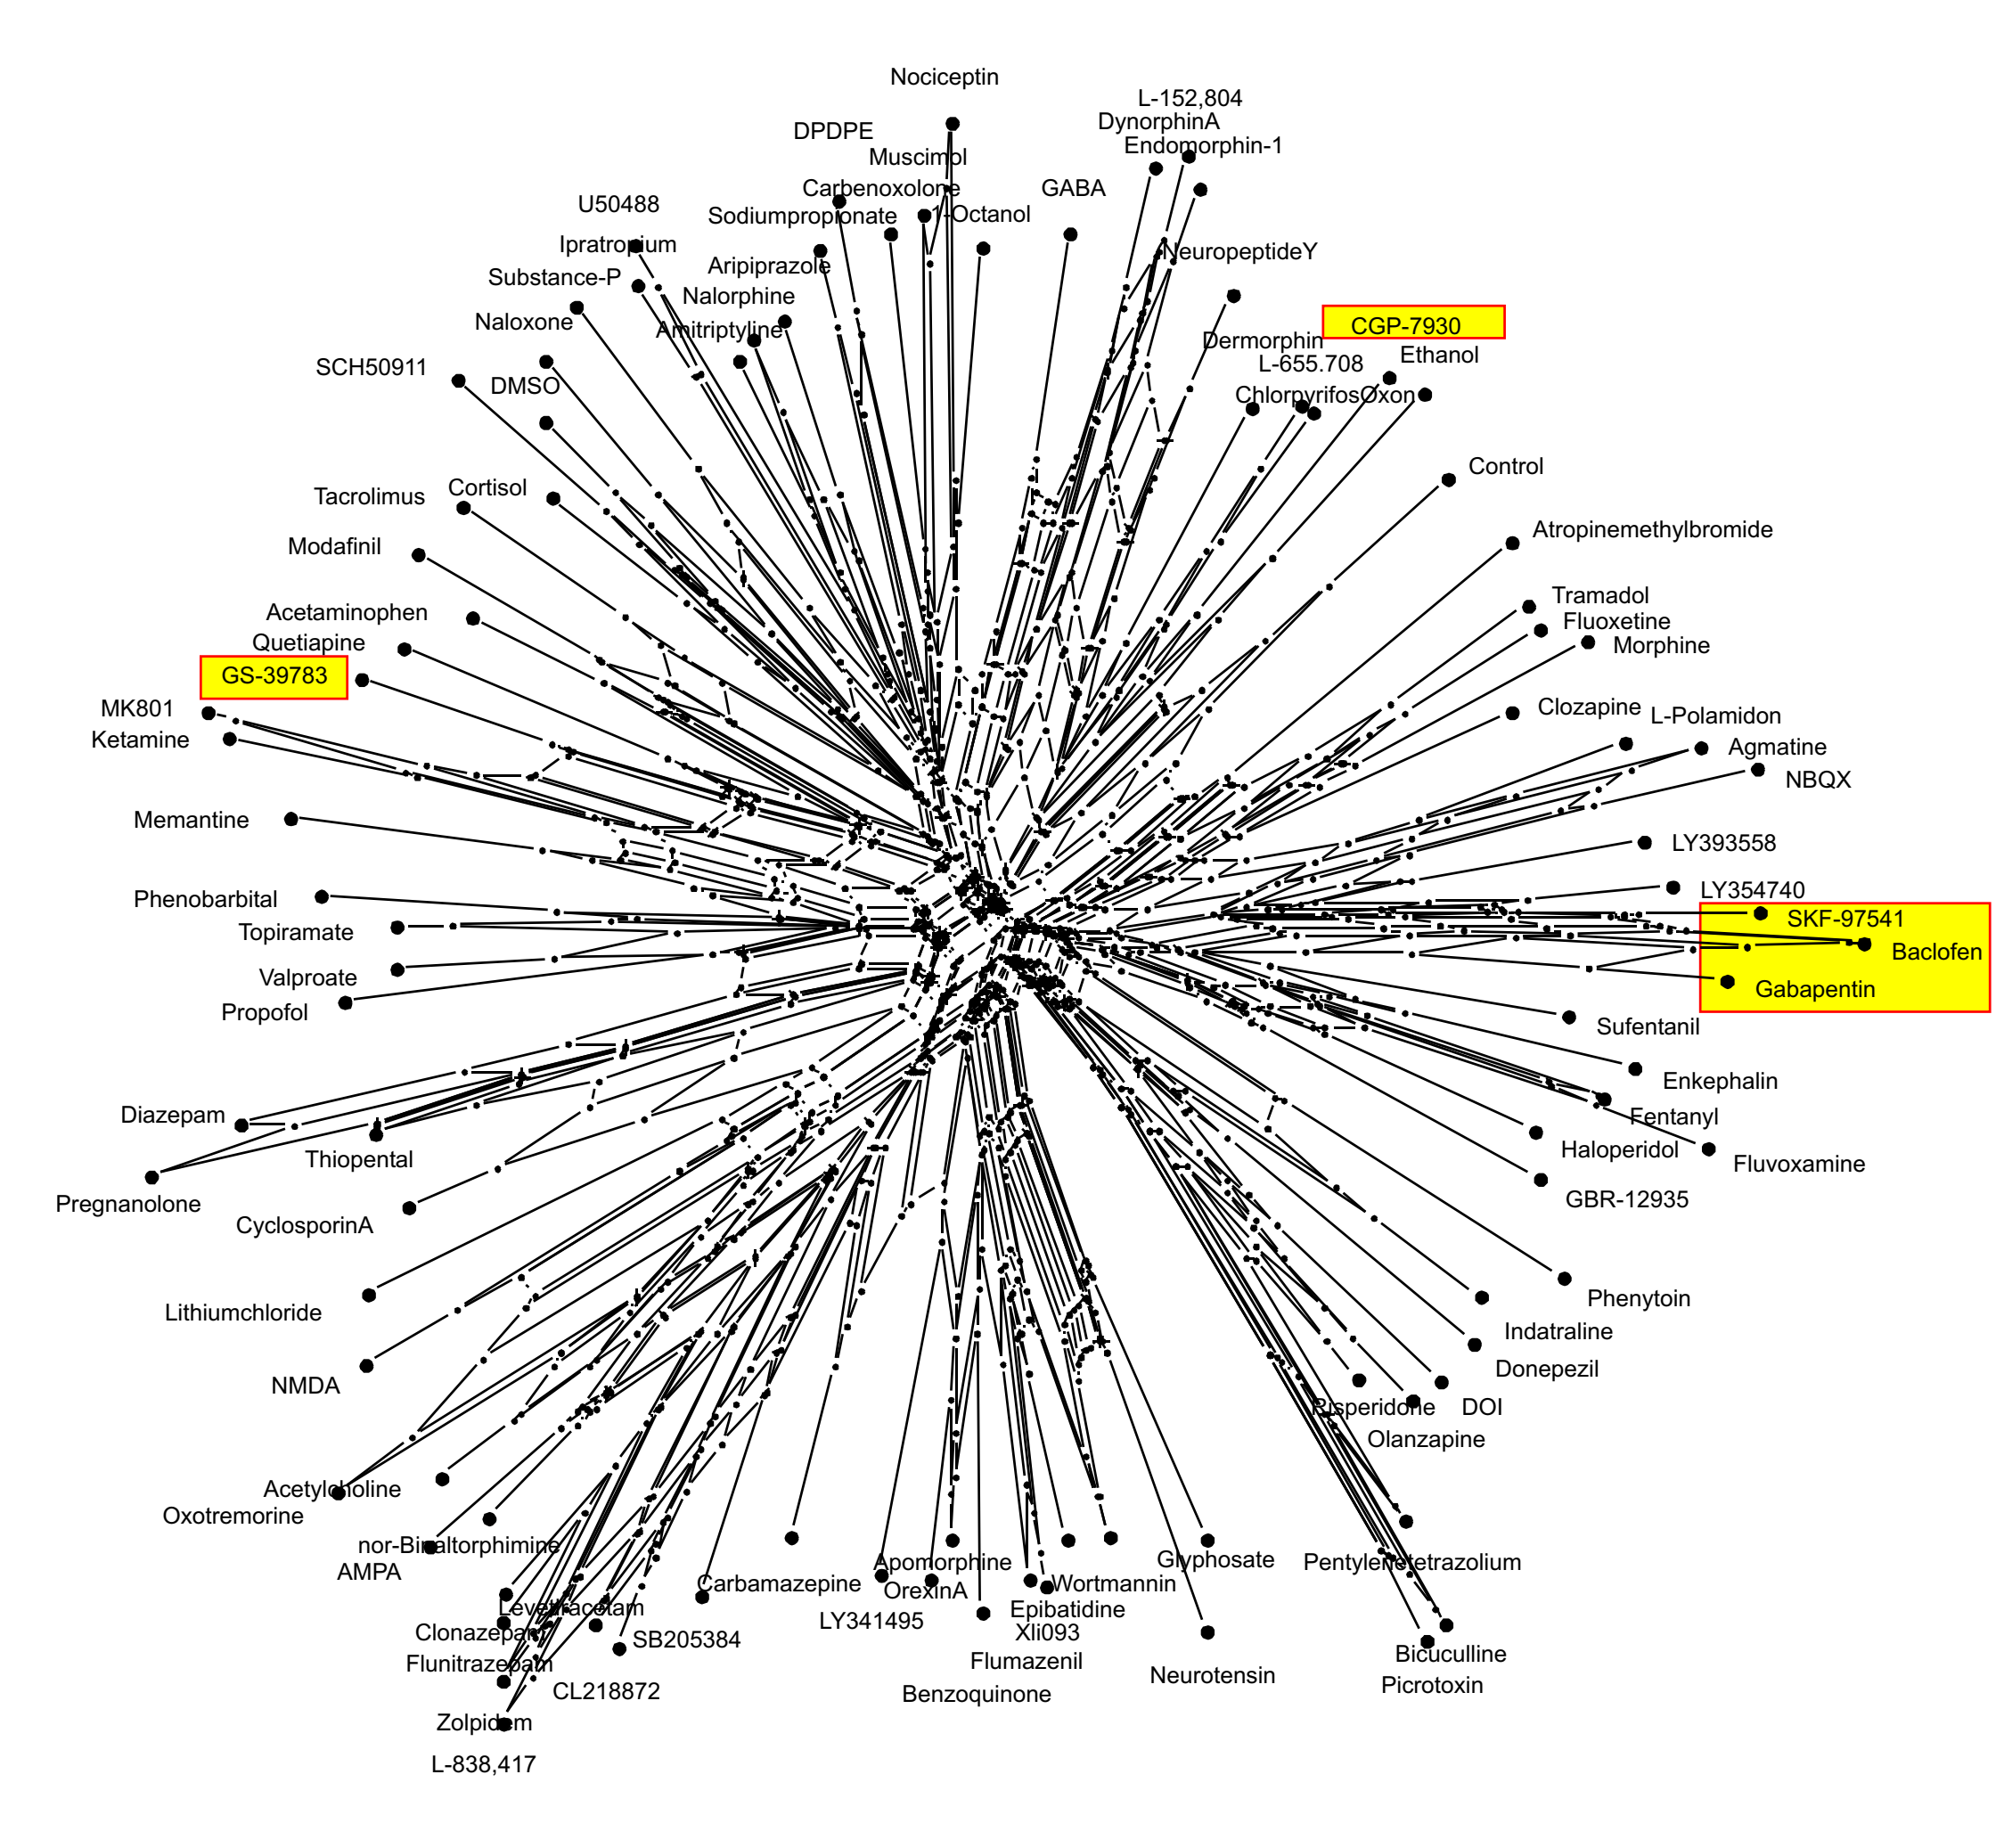 Nociceptin
L-152,804
DynorphinA
DPDPE
Endomorphin-1
Muscimol
Carbenoxolone
GABA
U50488
Sodiumpropionate
1-Octanol
Ipratropium
NeuropeptideY
Aripiprazole
Substance-P
Nalorphine
Naloxone
Amitriptyline
CGP-7930
Dermorphin
Ethanol
L-655.708
SCH50911
DMSO
ChlorpyrifosOxon
Control
Cortisol
Tacrolimus
Atropinemethylbromide
Modafinil
Tramadol
Acetaminophen
Fluoxetine
Quetiapine
Morphine
GS-39783
MK801
Clozapine
L-Polamidon
Ketamine
Agmatine
NBQX
Memantine
LY393558
LY354740
Phenobarbital
SKF-97541
Topiramate
Baclofen
Valproate
Gabapentin
Propofol
Sufentanil
Enkephalin
Diazepam
Fentanyl
Thiopental
Haloperidol
Fluvoxamine
Pregnanolone
GBR-12935
CyclosporinA
Phenytoin
Lithiumchloride
Indatraline
Donepezil
NMDA
Risperidone
DOI
Olanzapine
Acetylcholine
Oxotremorine
nor-Binaltorphimine
AMPA
Apomorphine
Glyphosate
Pentylenetetrazolium
Carbamazepine
OrexinA
Wortmannin
Levetiracetam
Epibatidine
LY341495
Clonazepam
SB205384
Xli093
Bicuculline
Flunitrazepam
Flumazenil
Neurotensin
Picrotoxin
CL218872
Benzoquinone
Zolpidem
L-838,417